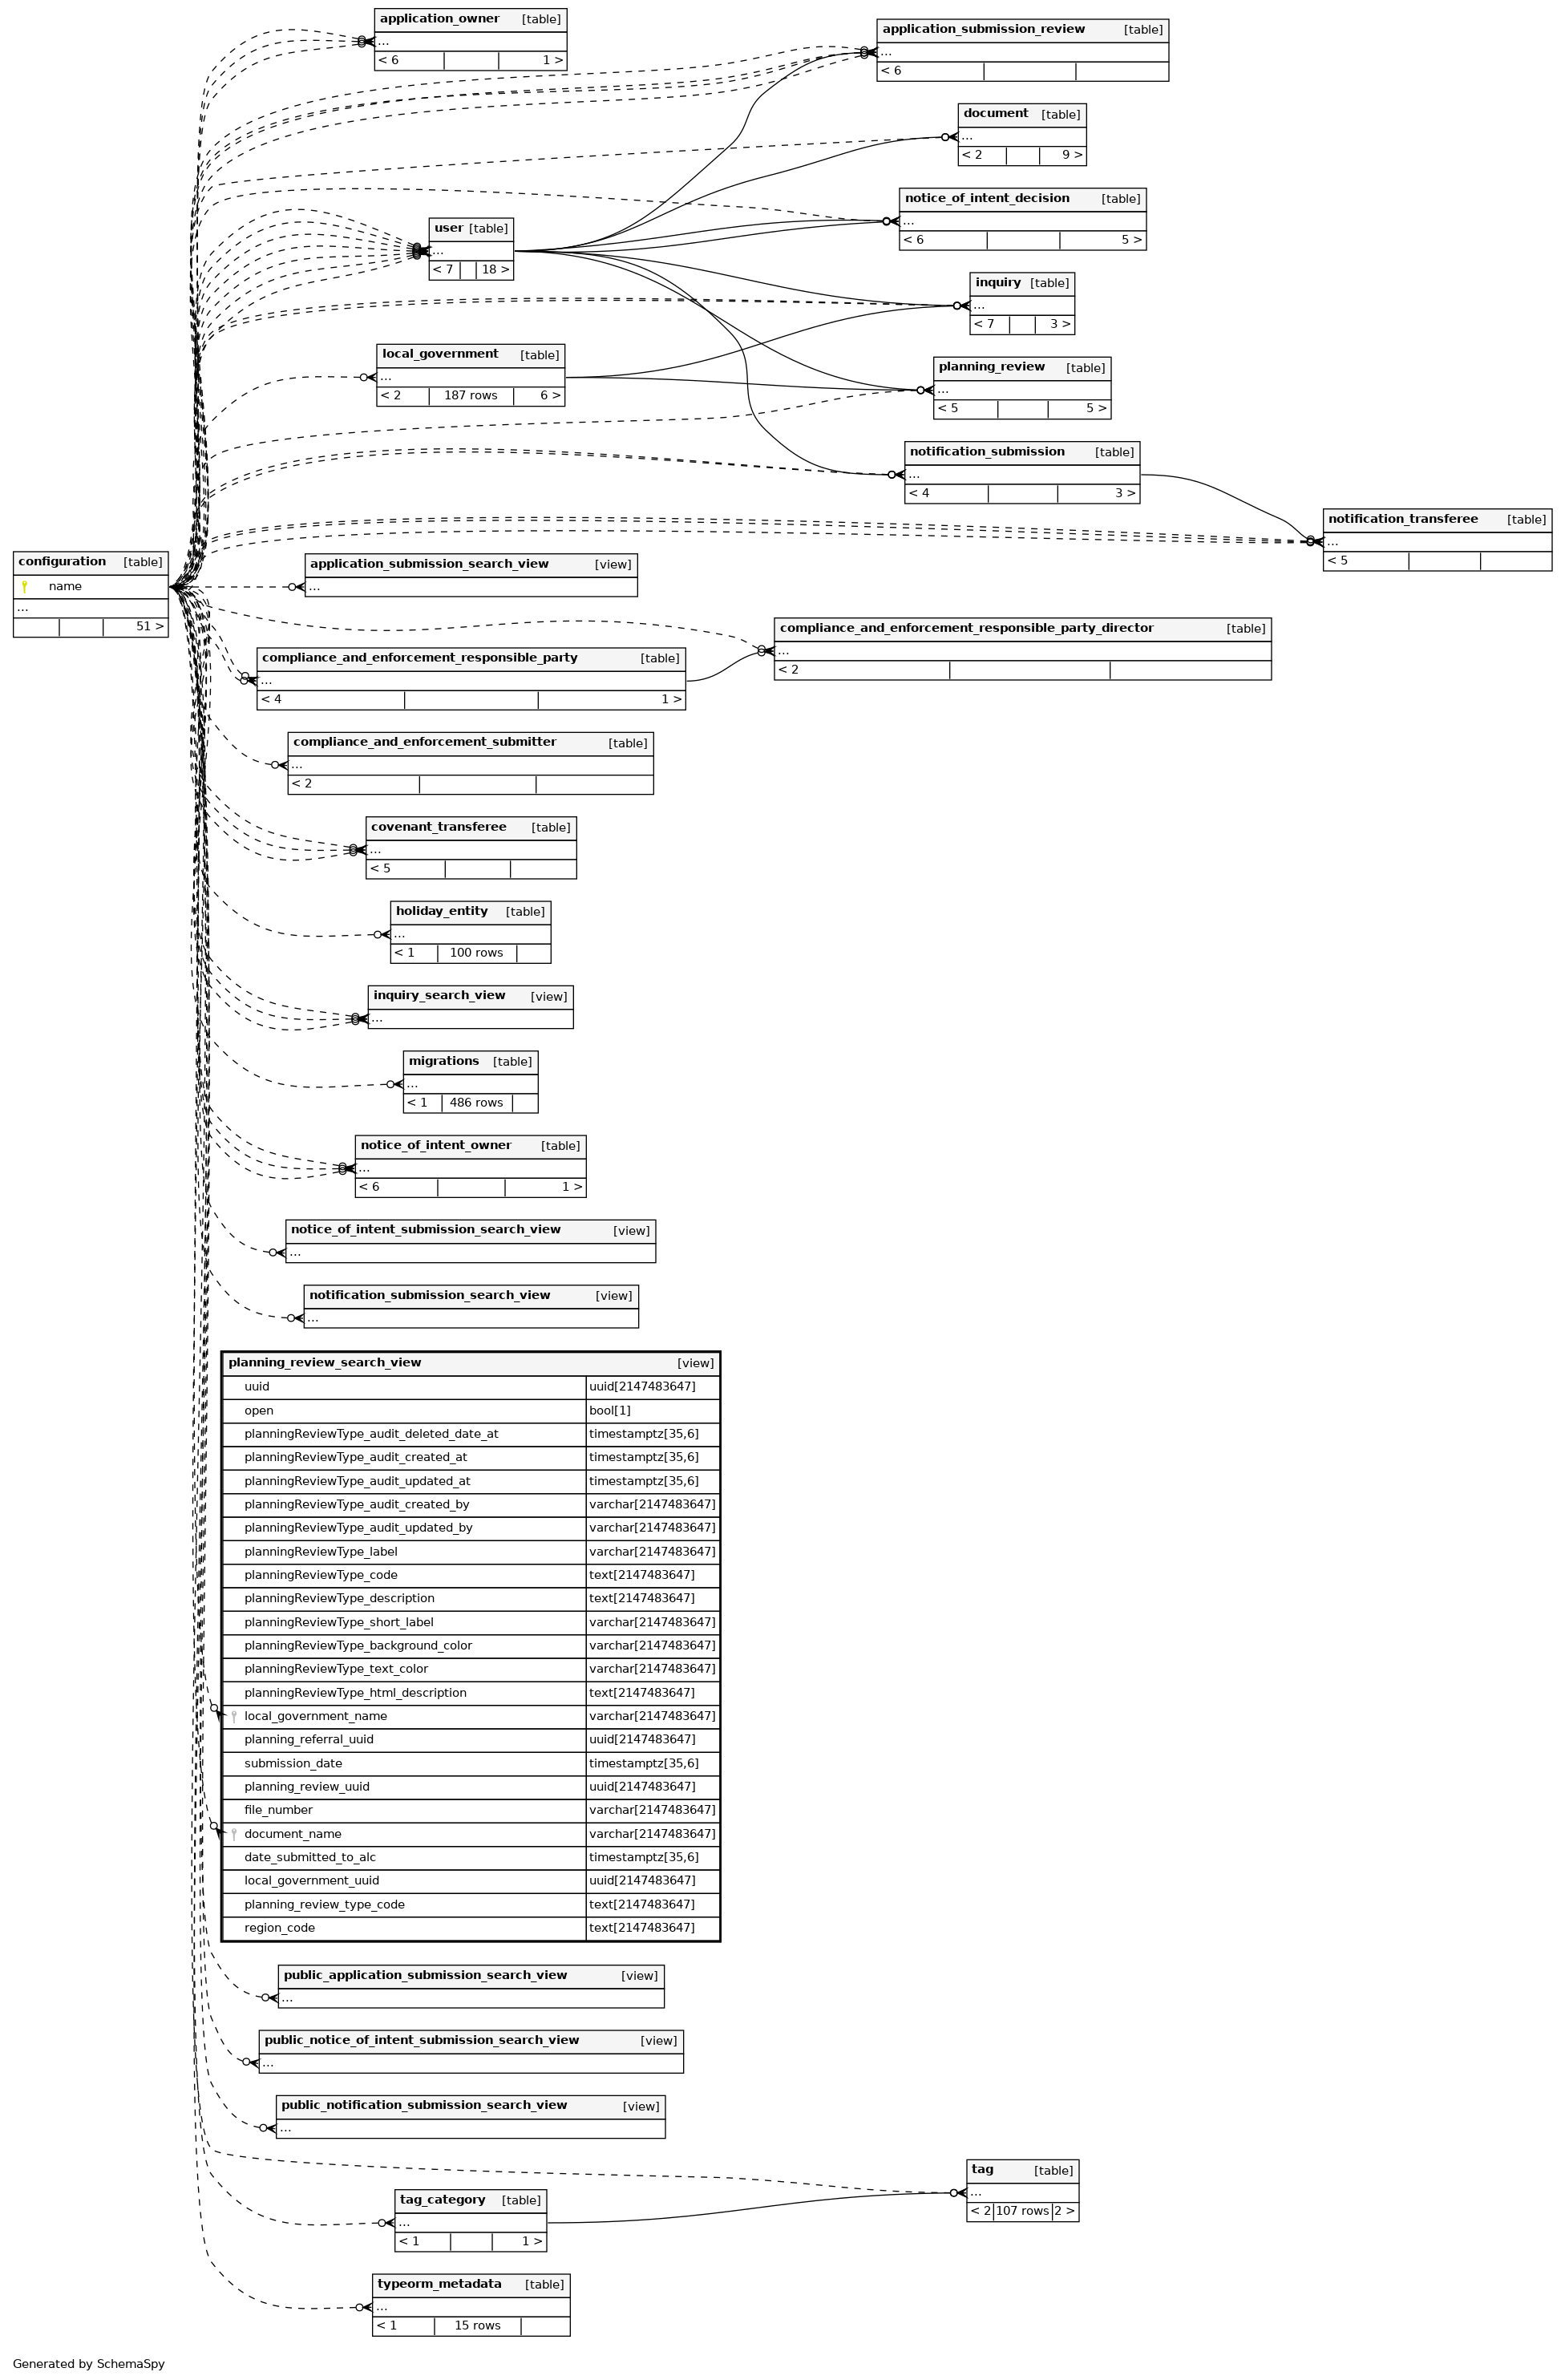 application_owner [table]
...
< 6 1 >
application_submission_review [table]
...
< 6
document [table]
...
< 2 9 >
notice_of_intent_decision [table]
...
< 6 5 >
user [table]
...
< 7 18 >
inquiry [table]
...
< 7 3 >
local_government [table]
...
< 2 187 rows 6 >
planning_review [table]
...
< 5 5 >
notification_submission [table]
...
< 4 3 >
notification_transferee [table]
...
< 5
configuration [table]
name
...
51 >
application_submission_search_view [view]
...
compliance_and_enforcement_responsible_party_director [table]
...
< 2
compliance_and_enforcement_responsible_party [table]
...
< 4 1 >
compliance_and_enforcement_submitter [table]
...
< 2
covenant_transferee [table]
...
< 5
holiday_entity [table]
...
< 1 100 rows
inquiry_search_view [view]
...
migrations [table]
...
< 1 486 rows
notice_of_intent_owner [table]
...
< 6 1 >
notice_of_intent_submission_search_view [view]
...
notification_submission_search_view [view]
...
planning_review_search_view [view]
uuid uuid[2147483647]
open bool[1]
planningReviewType_audit_deleted_date_at timestamptz[35,6]
planningReviewType_audit_created_at timestamptz[35,6]
planningReviewType_audit_updated_at timestamptz[35,6]
planningReviewType_audit_created_by varchar[2147483647]
planningReviewType_audit_updated_by varchar[2147483647]
planningReviewType_label varchar[2147483647]
planningReviewType_code text[2147483647]
planningReviewType_description text[2147483647]
planningReviewType_short_label varchar[2147483647]
planningReviewType_background_color varchar[2147483647]
planningReviewType_text_color varchar[2147483647]
planningReviewType_html_description text[2147483647]
local_government_name varchar[2147483647]
planning_referral_uuid uuid[2147483647]
submission_date timestamptz[35,6]
planning_review_uuid uuid[2147483647]
file_number varchar[2147483647]
document_name varchar[2147483647]
date_submitted_to_alc timestamptz[35,6]
local_government_uuid uuid[2147483647]
planning_review_type_code text[2147483647]
region_code text[2147483647]
public_application_submission_search_view [view]
...
public_notice_of_intent_submission_search_view [view]
...
public_notification_submission_search_view [view]
...
tag [table]
...
< 2 107 rows 2 >
tag_category [table]
...
< 1 1 >
typeorm_metadata [table]
...
< 1 15 rows
Generated by SchemaSpy